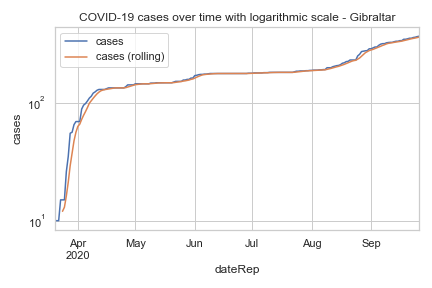 COVID-19 cases over time with logarithmic scale - Gibraltar
cases
cases (rolling)
cases
10²
10¹
Apr May Jun Jul Aug Sep
2020
dateRep